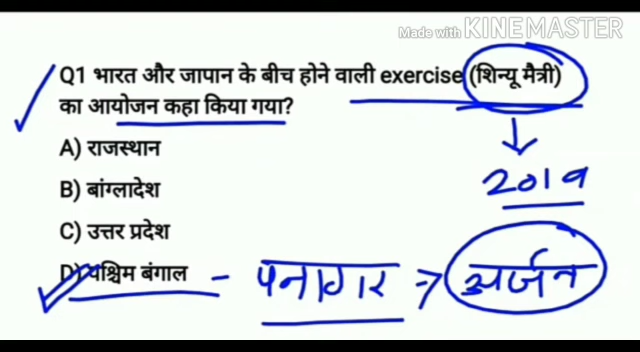 Made with KINEMASTER
Q1 भारत और जापान के बीच होने वाली exercise (शिन्यू मैत्री)
का आयोजन कहा किया गया?
A) राजस्थान
2019
B) बांग्लादेश
C) उत्तर प्रदेश
D) पश्चिम बंगाल - पनागर → अर्जन